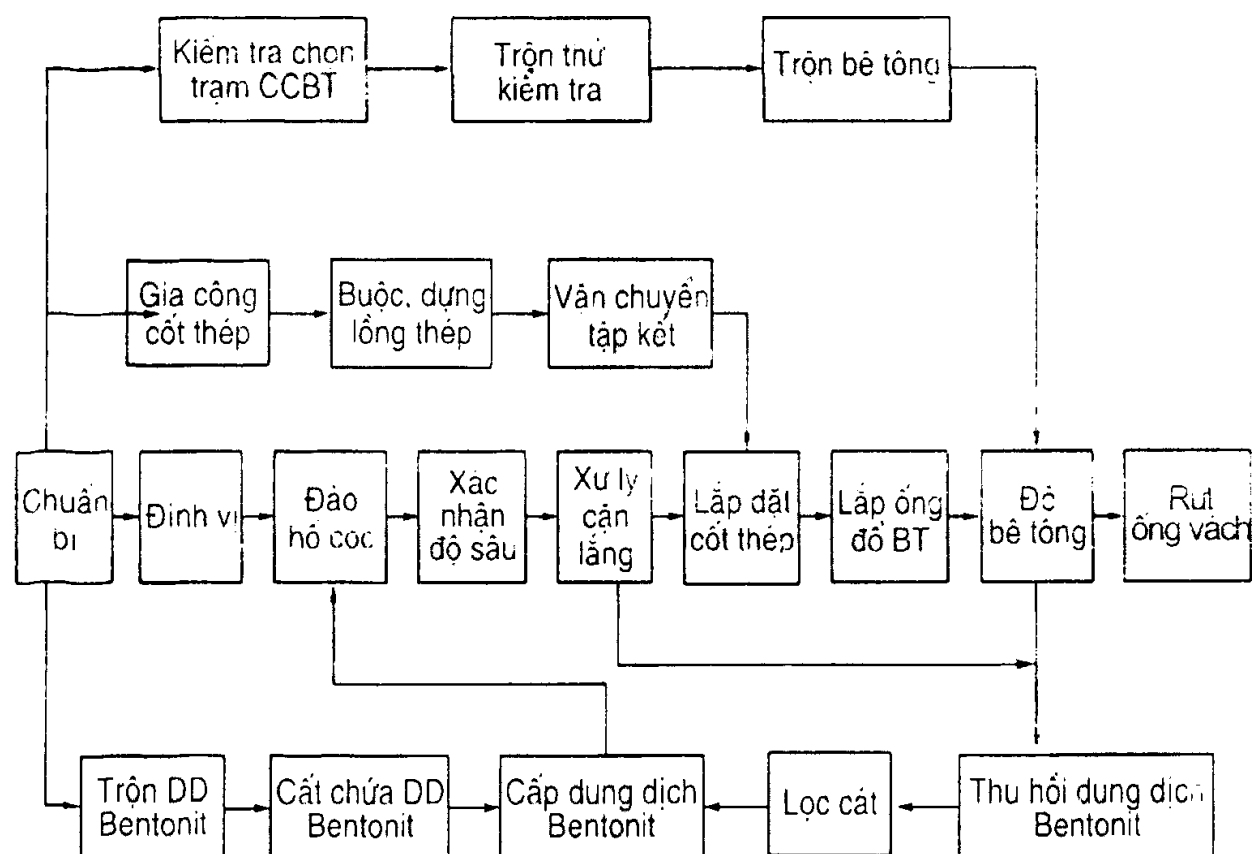 Kiểm tra chọn
trạm CCBT
Trộn thử
kiểm tra
Trộn bê tông
Gia công
cốt thép
Buộc, dựng
lồng thép
Vận chuyển
tập kết
Chuẩn
bị
Định vị
Đào
hố cọc
Xác
nhận
độ sâu
Xử lý
cặn
lắng
Lắp đặt
cốt thép
Lắp ống
đổ BT
Đổ
bê tông
Rút
ống vách
Trộn DD
Bentonit
Cất chứa DD
Bentonit
Cấp dung dịch
Bentonit
Lọc cát
Thu hồi dung dịch
Bentonit